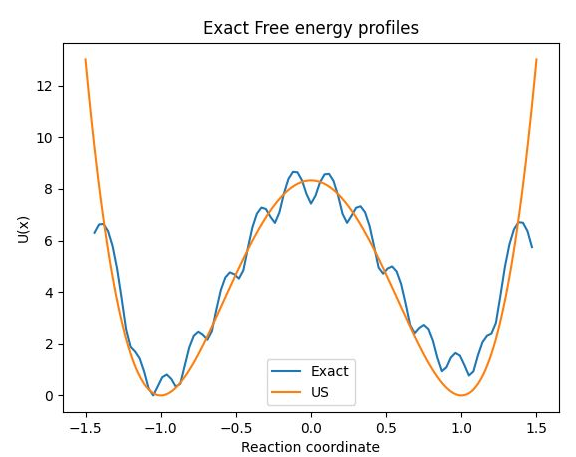 Exact Free energy profiles
U(x)
12
10
8
6
4
2
0
Exact
US
−1.5 −1.0 −0.5 0.0 0.5 1.0 1.5
Reaction coordinate